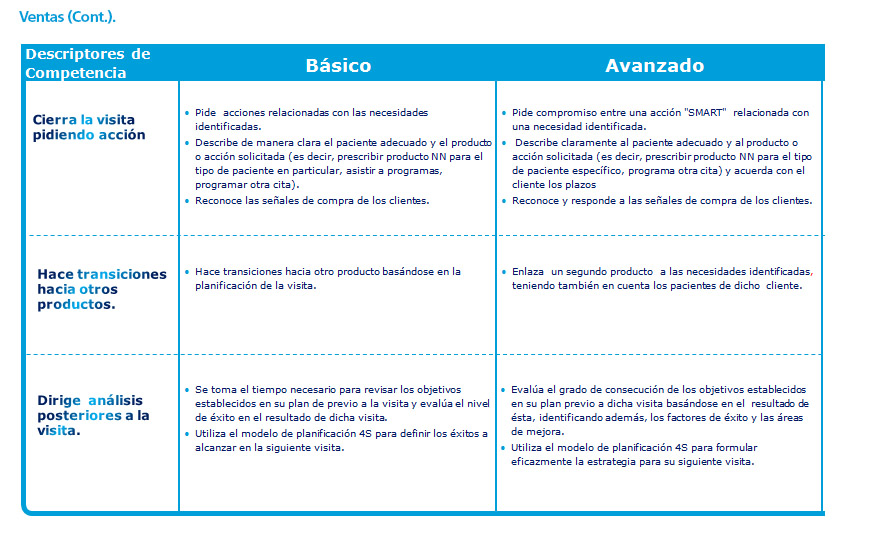 Ventas (Cont.).
Descriptores de
Competencia
Básico
Avanzado
Cierra la visita
pidiendo acción
• Pide acciones relacionadas con las necesidades
identificadas.
• Describe de manera clara el paciente adecuado y el producto
o acción solicitada (es decir, prescribir producto NN para el
tipo de paciente en particular, asistir a programas,
programar otra cita).
• Reconoce las señales de compra de los clientes.
• Pide compromiso entre una acción "SMART" relacionada con
una necesidad identificada.
• Describe claramente al paciente adecuado y al producto o
acción solicitada (es decir, prescribir producto NN para el tipo
de paciente específico, programa otra cita) y acuerda con el
cliente los plazos
• Reconoce y responde a las señales de compra de los clientes.
Hace transiciones
hacia otros
productos.
• Hace transiciones hacia otro producto basándose en la
planificación de la visita.
• Enlaza un segundo producto a las necesidades identificadas,
teniendo también en cuenta los pacientes de dicho cliente.
Dirige análisis
posteriores a la
visita.
• Se toma el tiempo necesario para revisar los objetivos
establecidos en su plan de previo a la visita y evalúa el nivel
de éxito en el resultado de dicha visita.
• Utiliza el modelo de planificación 4S para definir los éxitos a
alcanzar en la siguiente visita.
• Evalúa el grado de consecución de los objetivos establecidos
en su plan previo a dicha visita basándose en el resultado de
ésta, identificando además, los factores de éxito y las áreas
de mejora.
• Utiliza el modelo de planificación 4S para formular
eficazmente la estrategia para su siguiente visita.